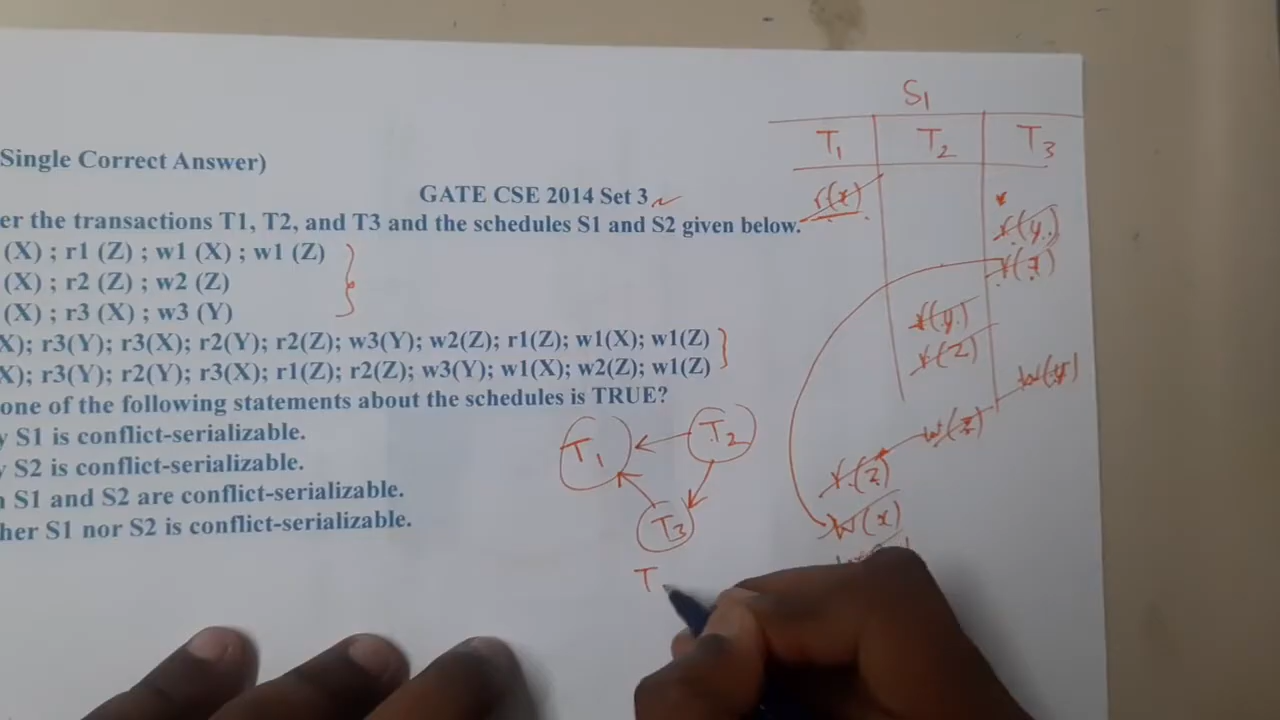 Single Correct Answer)
GATE CSE 2014 Set 3
er the transactions T1, T2, and T3 and the schedules S1 and S2 given below.
(X) ; r1 (Z) ; w1 (X) ; w1 (Z)
(X) ; r2 (Z) ; w2 (Z)
(X) ; r3 (X) ; w3 (Y)
X); r3(Y); r3(X); r2(Y); r2(Z); w3(Y); w2(Z); r1(Z); w1(X); w1(Z)
X); r3(Y); r2(Y); r3(X); r1(Z); r2(Z); w3(Y); w1(X); w2(Z); w1(Z)
one of the following statements about the schedules is TRUE?
y S1 is conflict-serializable.
y S2 is conflict-serializable.
h S1 and S2 are conflict-serializable.
her S1 nor S2 is conflict-serializable.
S1
T1 T2 T3
r(x)
r(y)
r(x)
r(y)
r(z)
w(y)
w(z)
r(z)
w(x)
T1 T2
T3
T